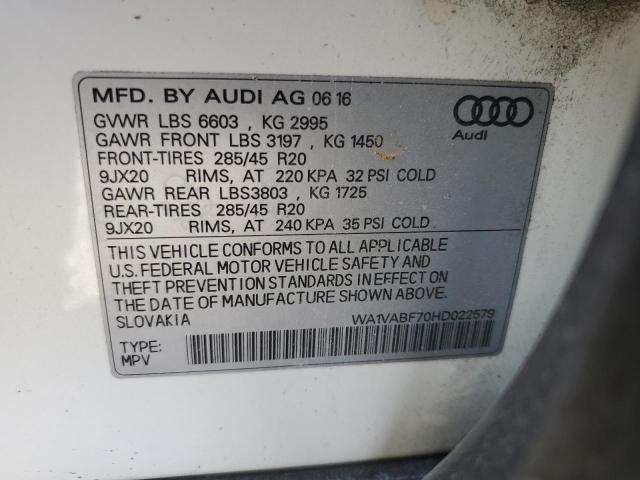 MFD. BY AUDI AG 06 16
GVWR LBS 6603 , KG 2995
GAWR FRONT LBS 3197 , KG 1450
FRONT-TIRES 285/45 R20
9JX20 RIMS, AT 220 KPA 32 PSI COLD
GAWR REAR LBS3803 , KG 1725
REAR-TIRES 285/45 R20
9JX20 RIMS, AT 240 KPA 35 PSI COLD
Audi
THIS VEHICLE CONFORMS TO ALL APPLICABLE
U.S. FEDERAL MOTOR VEHICLE SAFETY AND
THEFT PREVENTION STANDARDS IN EFFECT ON
THE DATE OF MANUFACTURE SHOWN ABOVE.
SLOVAKIA WA1VABF70HD022579
TYPE:
MPV